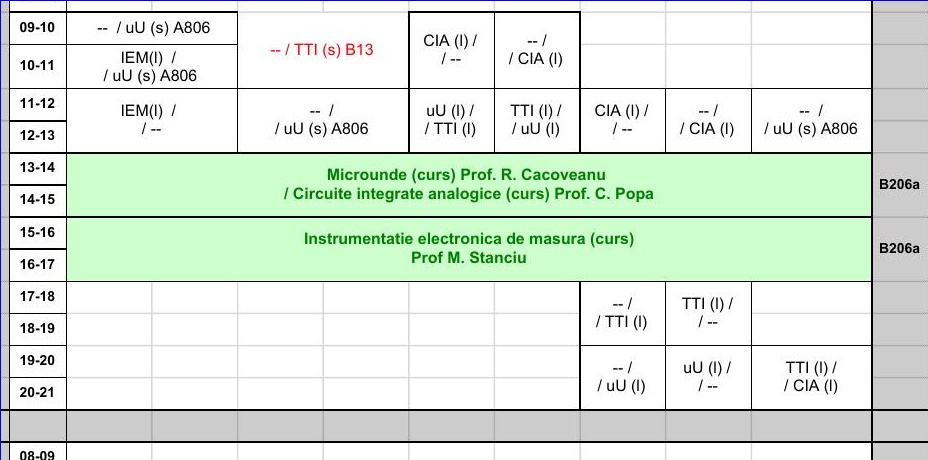 09-10
-- / uU (s) A806
-- / TTI (s) B13
CIA (l) /
/ --
-- /
/ CIA (l)
10-11
IEM(l) /
/ uU (s) A806
11-12
12-13
IEM(l) /
/ --
-- /
/ uU (s) A806
uU (l) /
/ TTI (l)
TTI (l) /
/ uU (l)
CIA (l) /
/ --
-- /
/ CIA (l)
-- /
/ uU (s) A806
13-14
14-15
Microunde (curs) Prof. R. Cacoveanu
/ Circuite integrate analogice (curs) Prof. C. Popa
B206a
15-16
16-17
Instrumentatie electronica de masura (curs)
Prof M. Stanciu
B206a
17-18
18-19
-- /
/ TTI (l)
TTI (l) /
/ --
19-20
20-21
-- /
/ uU (l)
uU (l) /
/ --
TTI (l) /
/ CIA (l)
08-09